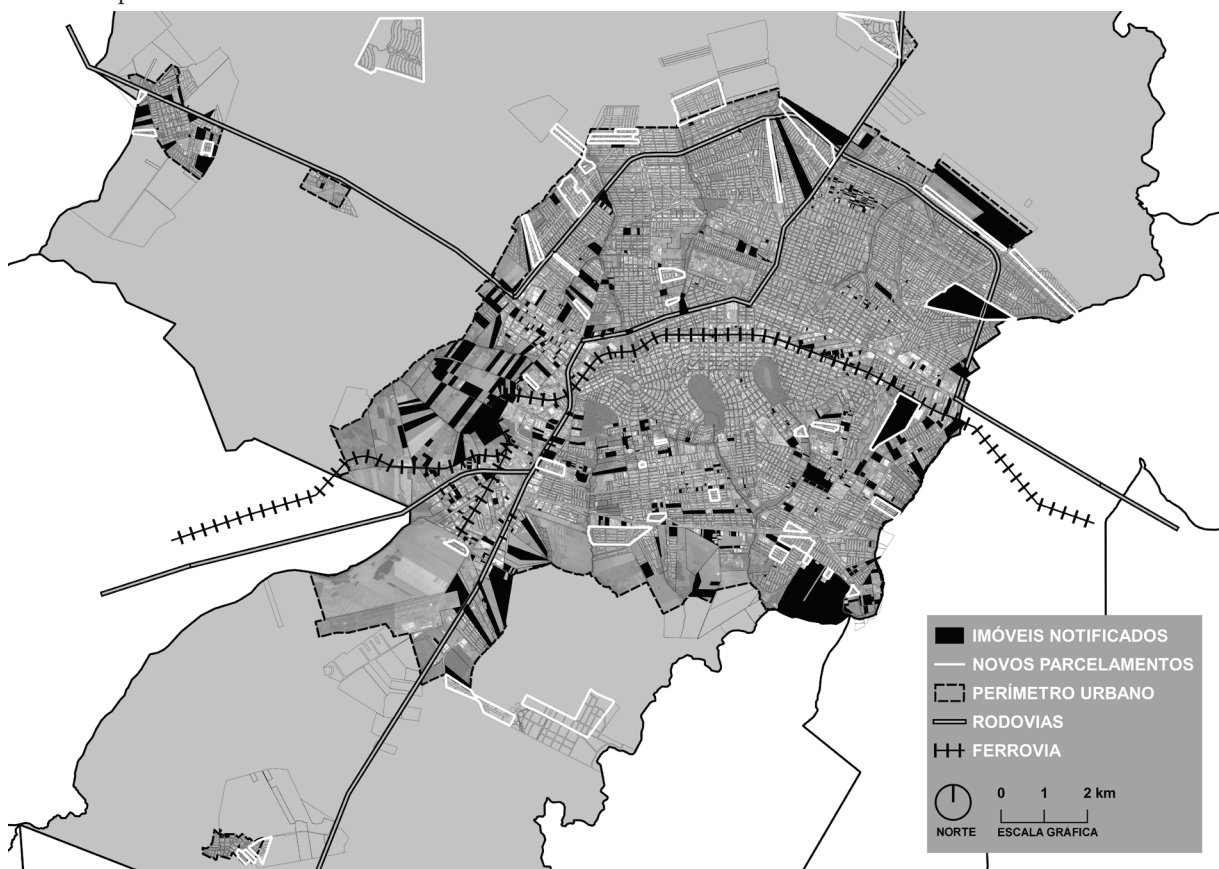 IMÓVEIS NOTIFICADOS
NOVOS PARCELAMENTOS
PERÍMETRO URBANO
RODOVIAS
FERROVIA
0 1 2 km
NORTE ESCALA GRÁFICA